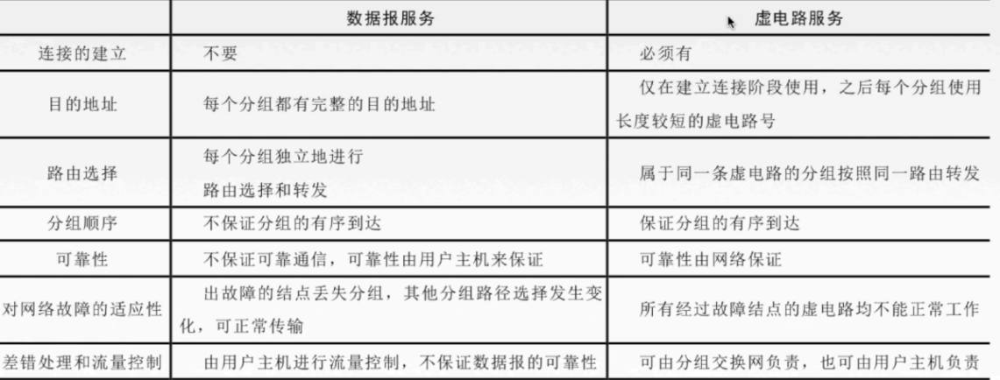 数据报服务 虚电路服务
连接的建立 不要 必须有
目的地址 每个分组都有完整的目的地址 仅在建立连接阶段使用，之后每个分组使用
长度较短的虚电路号
路由选择 每个分组独立地进行
路由选择和转发 属于同一条虚电路的分组按照同一路由转发
分组顺序 不保证分组的有序到达 保证分组的有序到达
可靠性 不保证可靠通信，可靠性由用户主机来保证 可靠性由网络保证
对网络故障的适应性 出故障的结点丢失分组，其他分组路径选择发生变
化，可正常传输 所有经过故障结点的虚电路均不能正常工作
差错处理和流量控制 由用户主机进行流量控制，不保证数据报的可靠性 可由分组交换网负责，也可由用户主机负责